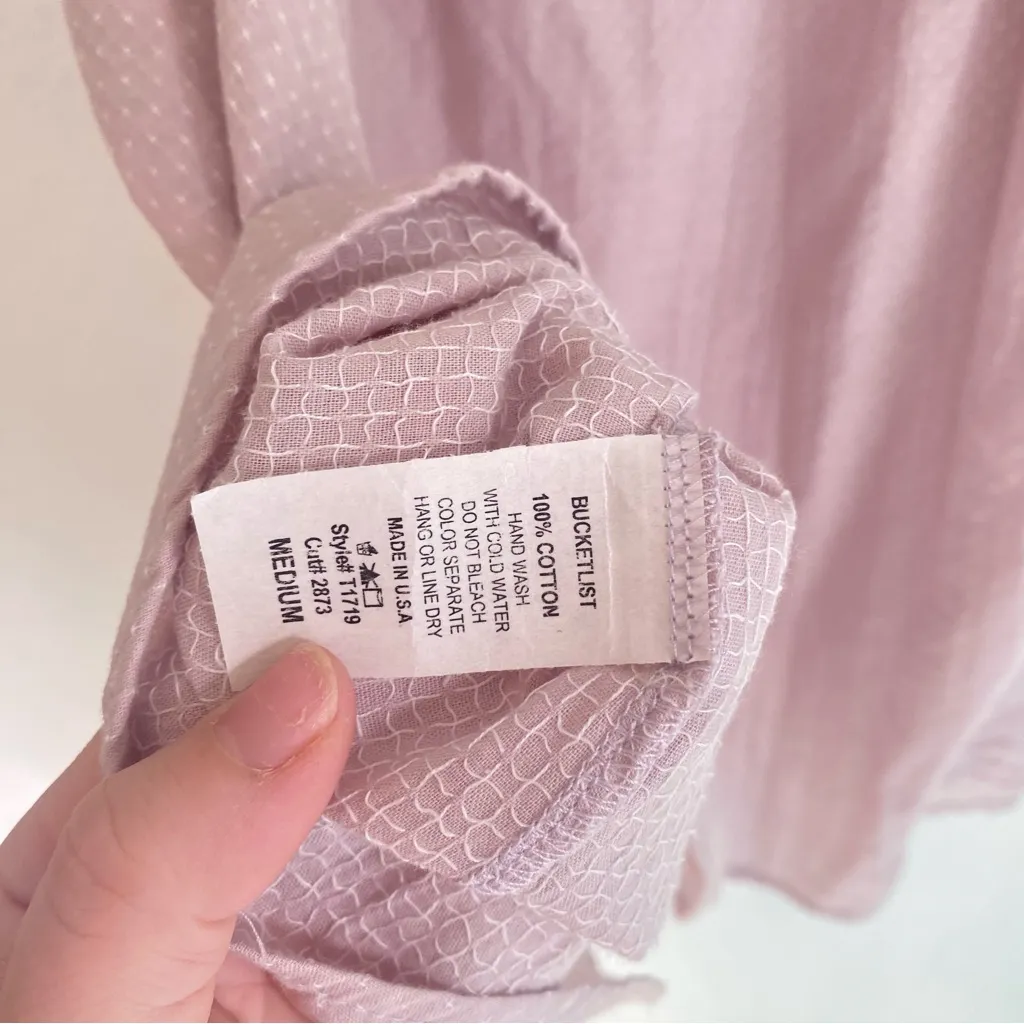 BUCKETLIST
100% COTTON
HAND WASH
WITH COLD WATER
DO NOT BLEACH
COLOR SEPARATE
HANG OR LINE DRY
MADE IN U.S.A
Style# T1719
Cut# 2873
MEDIUM